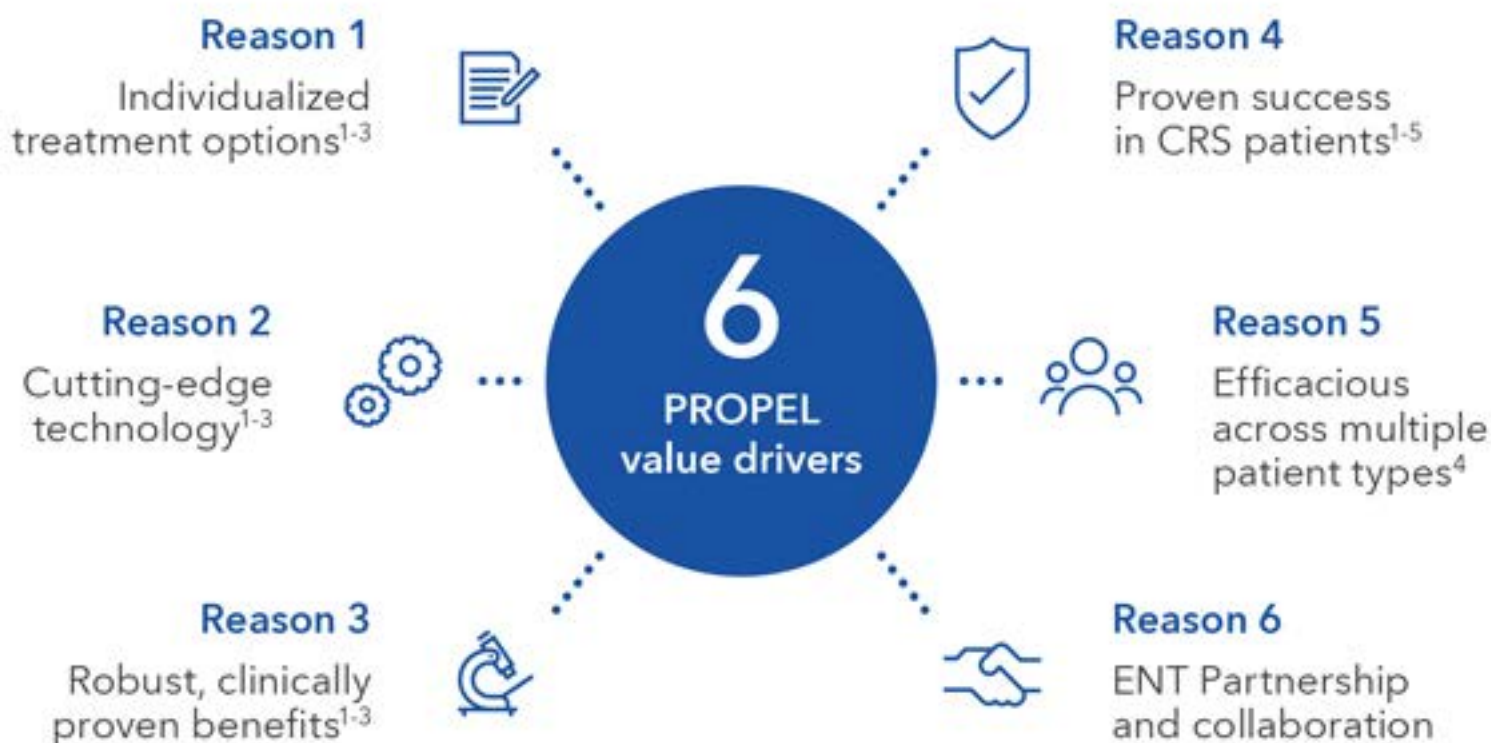 Reason 1
Individualized
treatment options¹⁻³
Reason 2
Cutting-edge
technology¹⁻³
Reason 3
Robust, clinically
proven benefits¹⁻³
6
PROPEL
value drivers
Reason 4
Proven success
in CRS patients¹⁻⁵
Reason 5
Efficacious
across multiple
patient types⁴
Reason 6
ENT Partnership
and collaboration